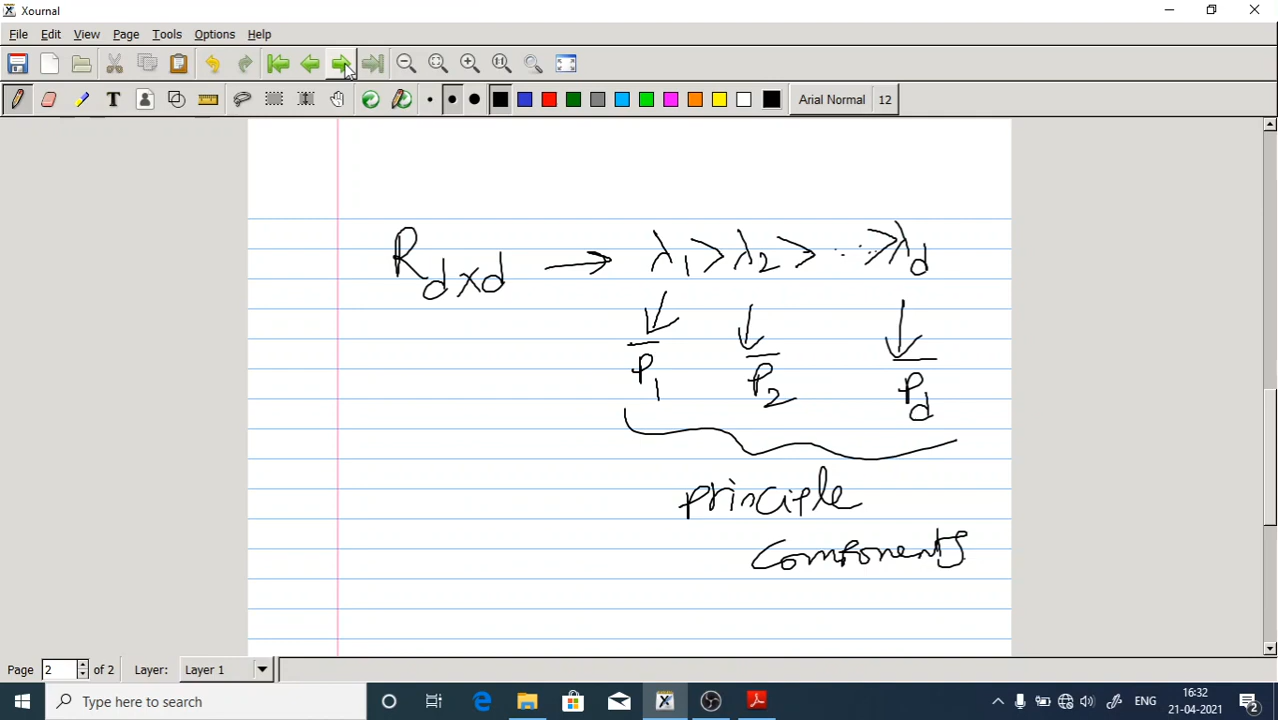 Xournal
File Edit View Page Tools Options Help
Arial Normal 12
R d×d → λ1 > λ2 > ... > λd
P1 P2 Pd
principle
components
Page 2 of 2 Layer: Layer 1
Type here to search
ENG 16:32 21-04-2021 2